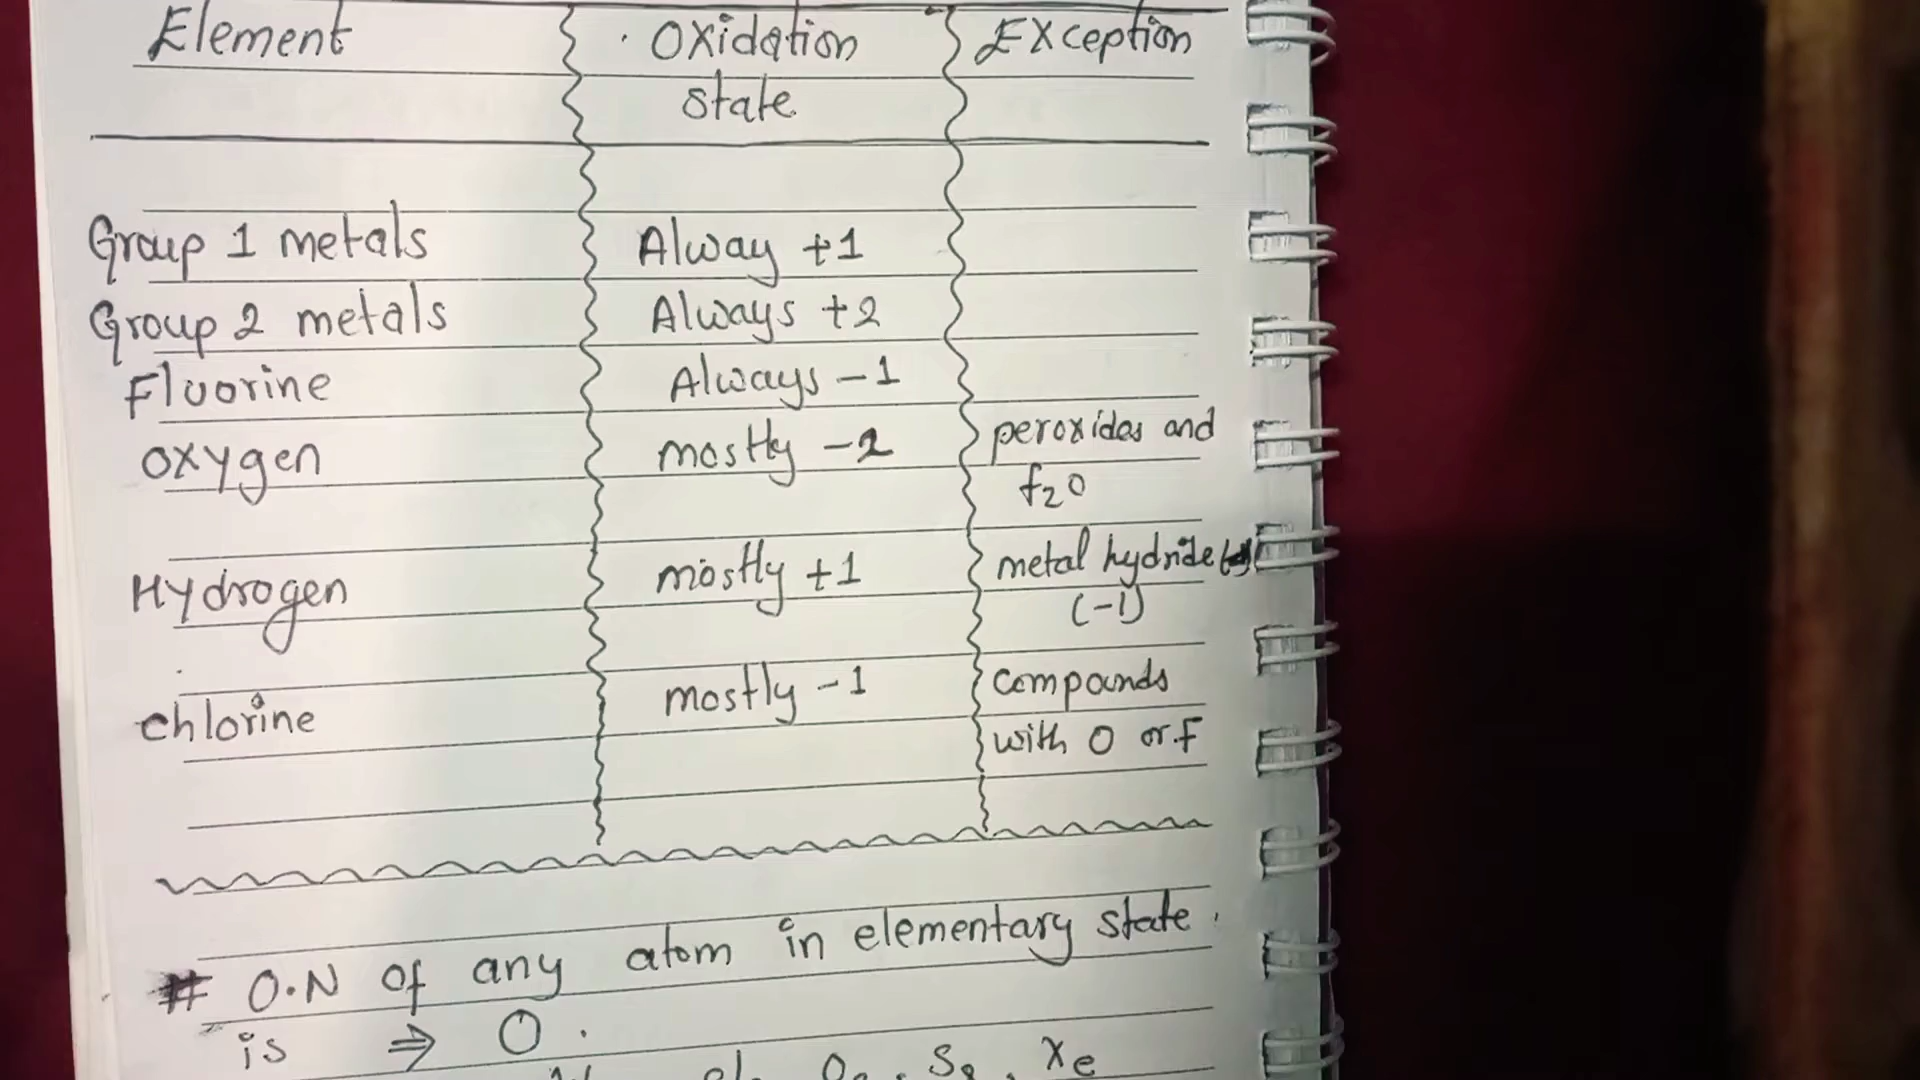 Element Oxidation Exception
state
Group 1 metals Alway +1
Group 2 metals Always +2
Fluorine Always -1
oxygen mostly -2 peroxides and
f₂O
Hydrogen mostly +1 metal hydride
(-1)
chlorine mostly -1 compounds
with O or F
# O.N of any atom in elementary state.
is ⇒ 0.
S₈, Xe